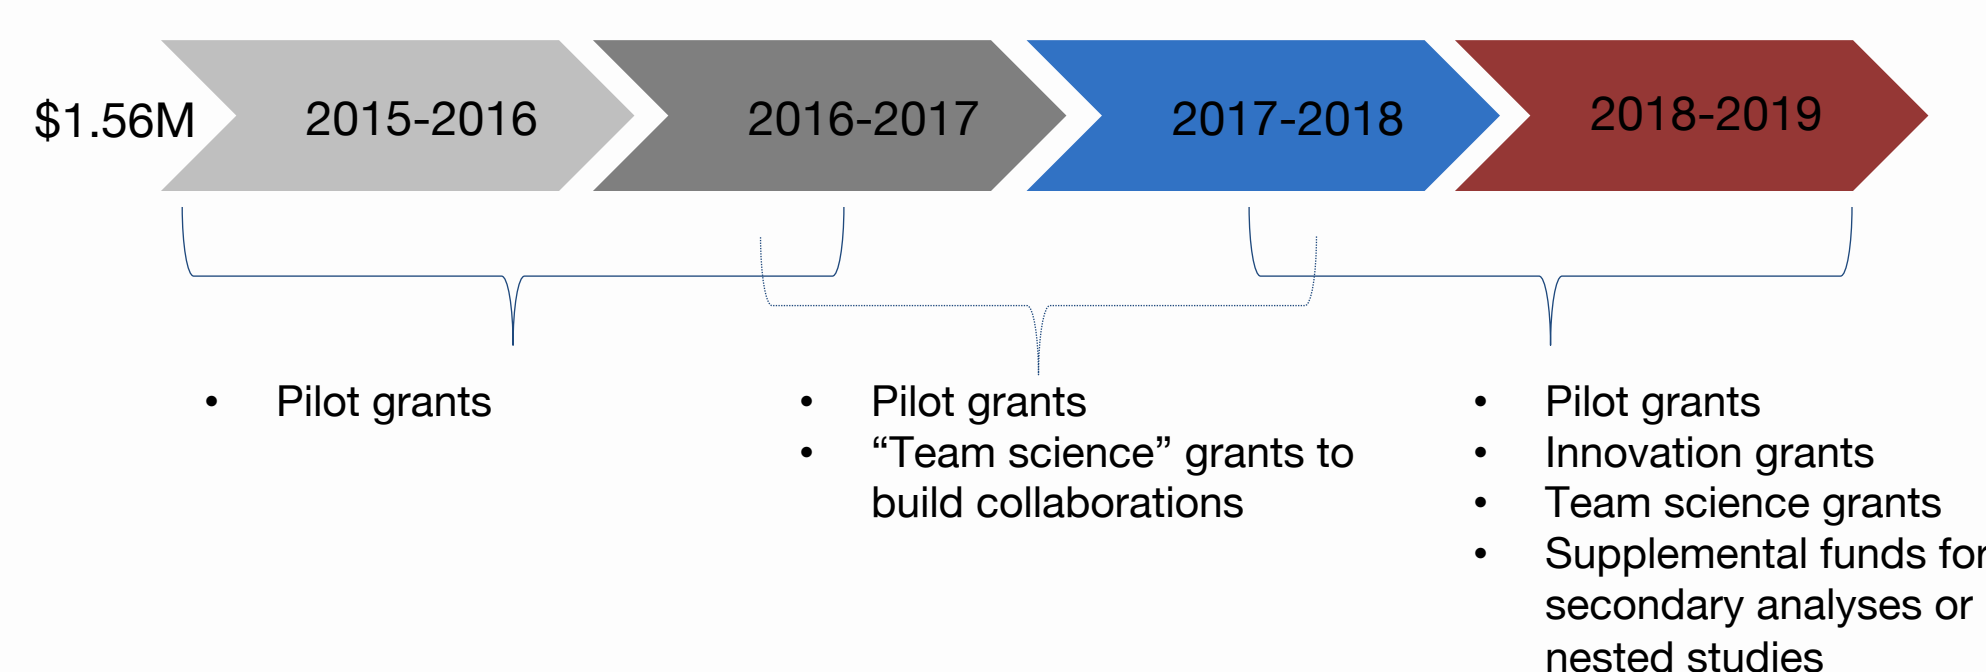 $1.56M
2015-2016
2016-2017
2017-2018
2018-2019
• Pilot grants
• Pilot grants
• “Team science” grants to
build collaborations
• Pilot grants
• Innovation grants
• Team science grants
• Supplemental funds for
secondary analyses or
nested studies